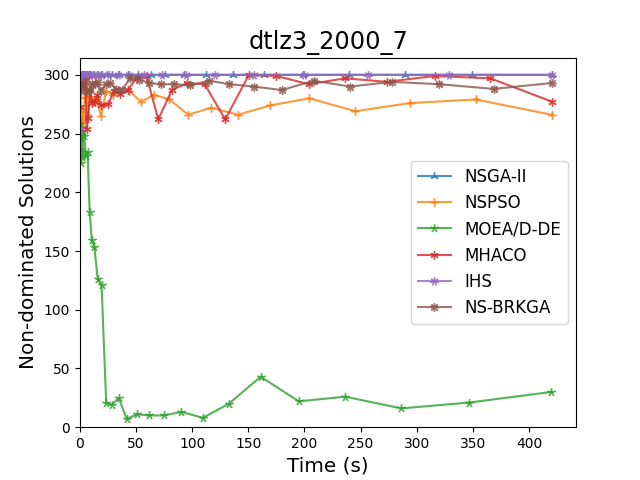 dtlz3_2000_7
Non-dominated Solutions
300
250
200
150
100
50
0
NSGA-II
NSPSO
MOEA/D-DE
MHACO
IHS
NS-BRKGA
0 50 100 150 200 250 300 350 400
Time (s)